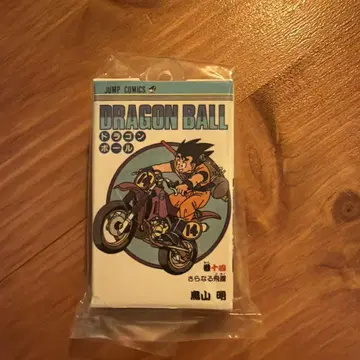 JUMP COMICS
DRAGON BALL
ドラゴン
ボール
22
14
巻十四
さらなる飛躍
鳥山 明